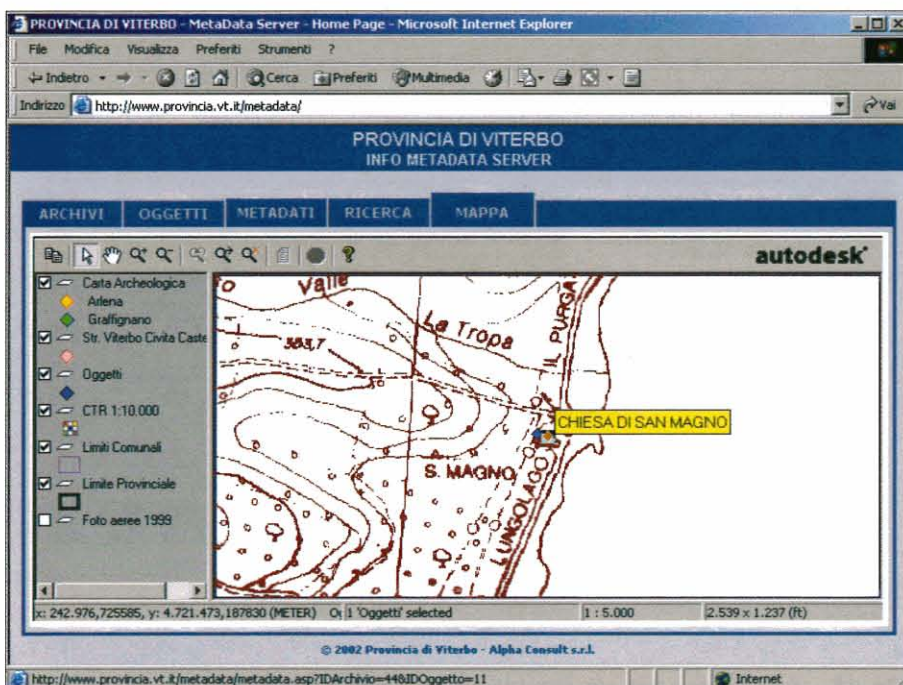 PROVINCIA DI VITERBO - MetaData Server - Home Page - Microsoft Internet Explorer
File Modifica Visualizza Preferiti Strumenti ?
Indietro Cerca Preferiti Multimedia
Indirizzo http://www.provincia.vt.it/metadata/ Vai
PROVINCIA DI VITERBO
INFO METADATA SERVER
ARCHIVI OGGETTI METADATI RICERCA MAPPA
autodesk
Carta Archeologica
Arlena
Graffignano
Str. Viterbo Civita Caste
Oggetti
CTR 1:10.000
Limiti Comunali
Limite Provinciale
Foto aeree 1999
Valle
La Tropa
383,7
IL PURGA
CHIESA DI SAN MAGNO
S. MAGNO
LUNGOLAGO
x: 242.976,725585, y: 4.721.473,187830 (METER) 1 'Oggetti' selected 1 : 5.000 2.539 x 1.237 (ft)
© 2002 Provincia di Viterbo - Alpha Consult s.r.l.
http://www.provincia.vt.it/metadata/metadata.asp?IDArchivio=44&IDOggetto=11 Internet